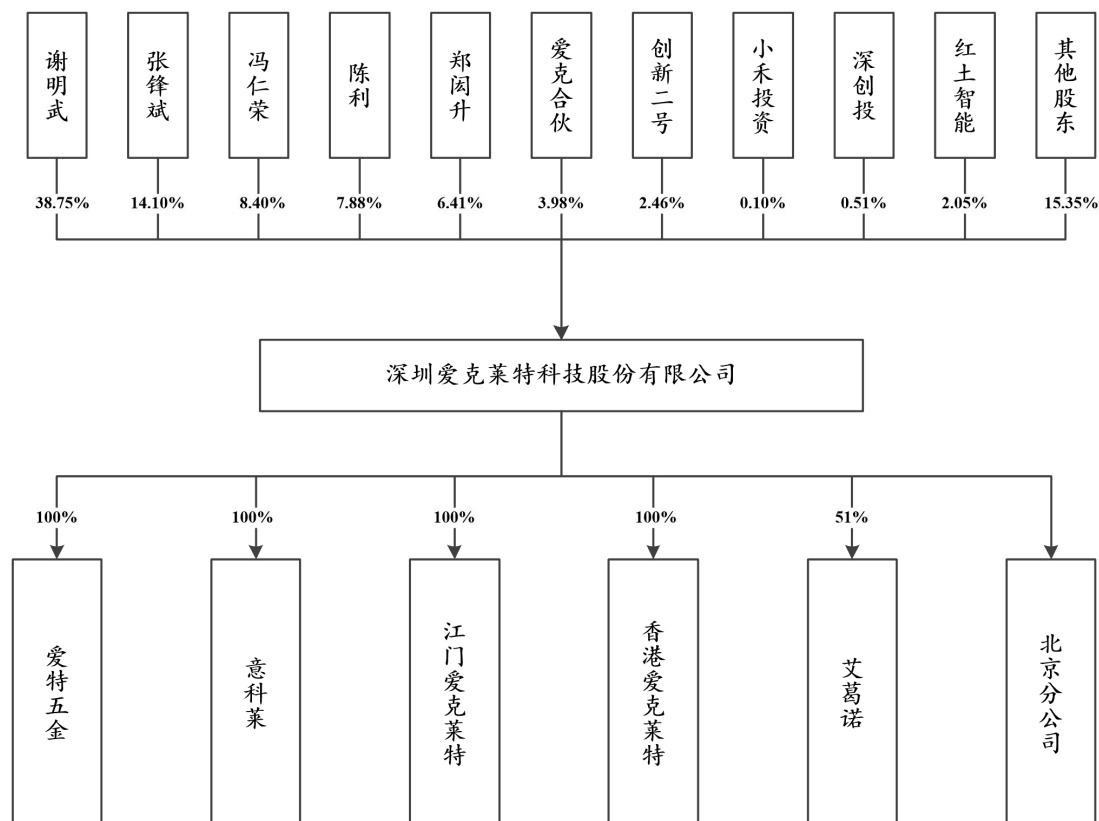 谢明武
张锋斌
冯仁荣
陈利
郑闳升
爱克合伙
创新二号
小禾投资
深创投
红土智能
其他股东
38.75%
14.10%
8.40%
7.88%
6.41%
3.98%
2.46%
0.10%
0.51%
2.05%
15.35%
深圳爱克莱特科技股份有限公司
100%
100%
100%
100%
51%
爱特五金
意科莱
江门爱克莱特
香港爱克莱特
艾葛诺
北京分公司